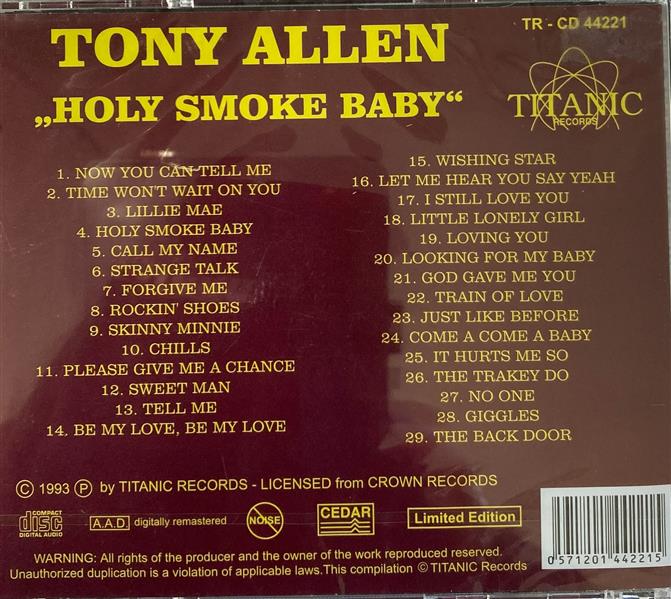 TONY ALLEN
„HOLY SMOKE BABY“
TR - CD 44221
TITANIC
RECORDS
1. NOW YOU CAN TELL ME
2. TIME WON'T WAIT ON YOU
3. LILLIE MAE
4. HOLY SMOKE BABY
5. CALL MY NAME
6. STRANGE TALK
7. FORGIVE ME
8. ROCKIN' SHOES
9. SKINNY MINNIE
10. CHILLS
11. PLEASE GIVE ME A CHANCE
12. SWEET MAN
13. TELL ME
14. BE MY LOVE, BE MY LOVE
15. WISHING STAR
16. LET ME HEAR YOU SAY YEAH
17. I STILL LOVE YOU
18. LITTLE LONELY GIRL
19. LOVING YOU
20. LOOKING FOR MY BABY
21. GOD GAVE ME YOU
22. TRAIN OF LOVE
23. JUST LIKE BEFORE
24. COME A COME A BABY
25. IT HURTS ME SO
26. THE TRAKEY DO
27. NO ONE
28. GIGGLES
29. THE BACK DOOR
© 1993 ℗ by TITANIC RECORDS - LICENSED from CROWN RECORDS
COMPACT
disc
DIGITAL AUDIO
A.A.D. digitally remastered
NOISE
CEDAR
Limited Edition
WARNING: All rights of the producer and the owner of the work reproduced reserved.
Unauthorized duplication is a violation of applicable laws.This compilation © TITANIC Records
0 571201 442215